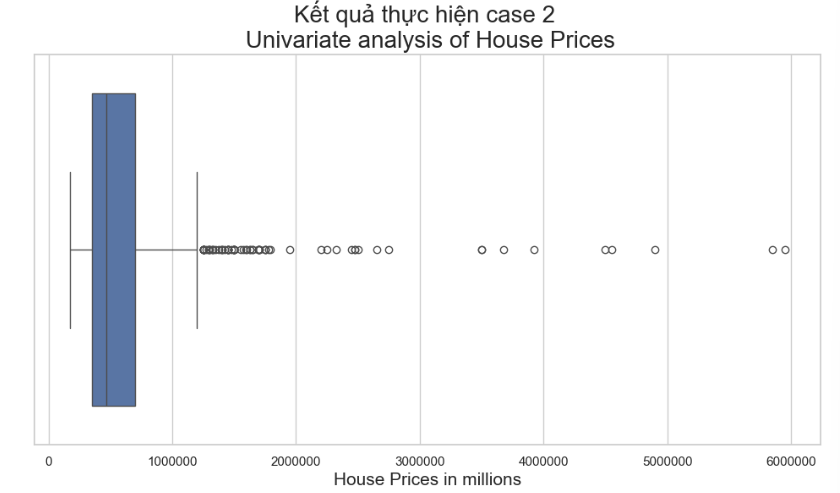 Kết quả thực hiện case 2
Univariate analysis of House Prices
0 1000000 2000000 3000000 4000000 5000000 6000000
House Prices in millions